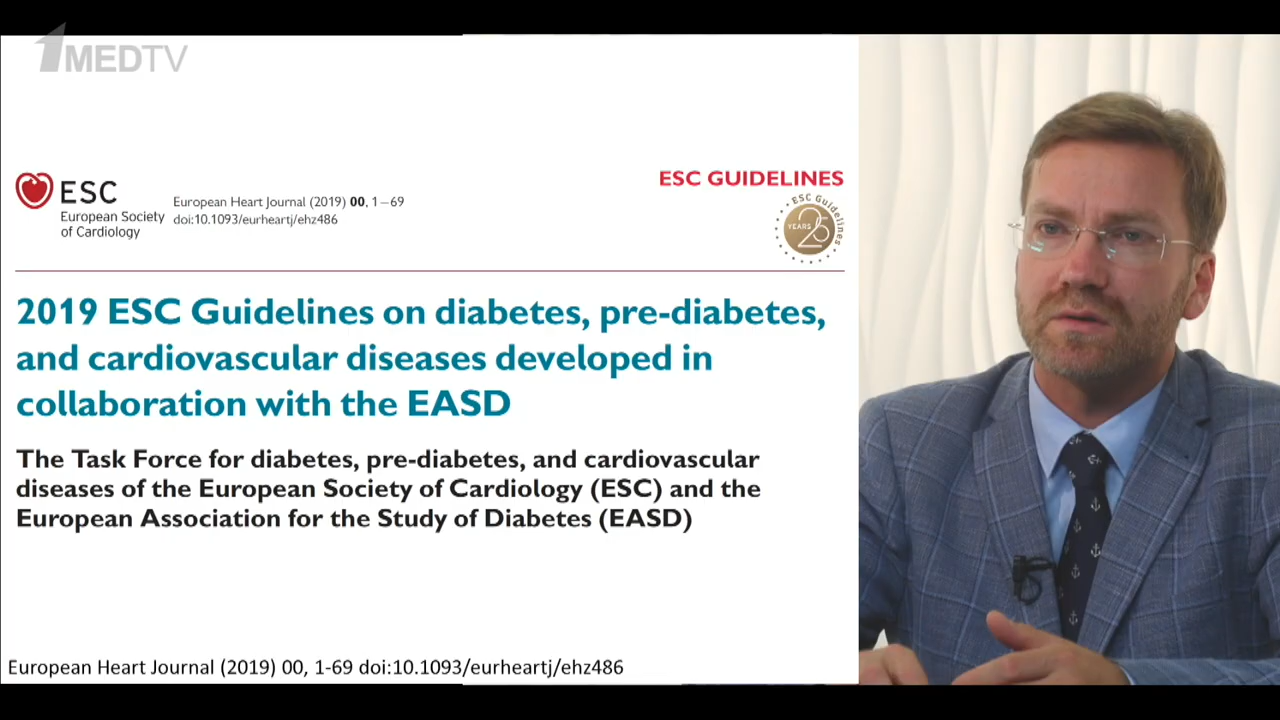 1MEDTV
ESC
European Society
of Cardiology
European Heart Journal (2019) 00, 1–69
doi:10.1093/eurheartj/ehz486
ESC GUIDELINES
ESC Guidelines
YEARS 25
2019 ESC Guidelines on diabetes, pre-diabetes,
and cardiovascular diseases developed in
collaboration with the EASD
The Task Force for diabetes, pre-diabetes, and cardiovascular
diseases of the European Society of Cardiology (ESC) and the
European Association for the Study of Diabetes (EASD)
European Heart Journal (2019) 00, 1-69 doi:10.1093/eurheartj/ehz486